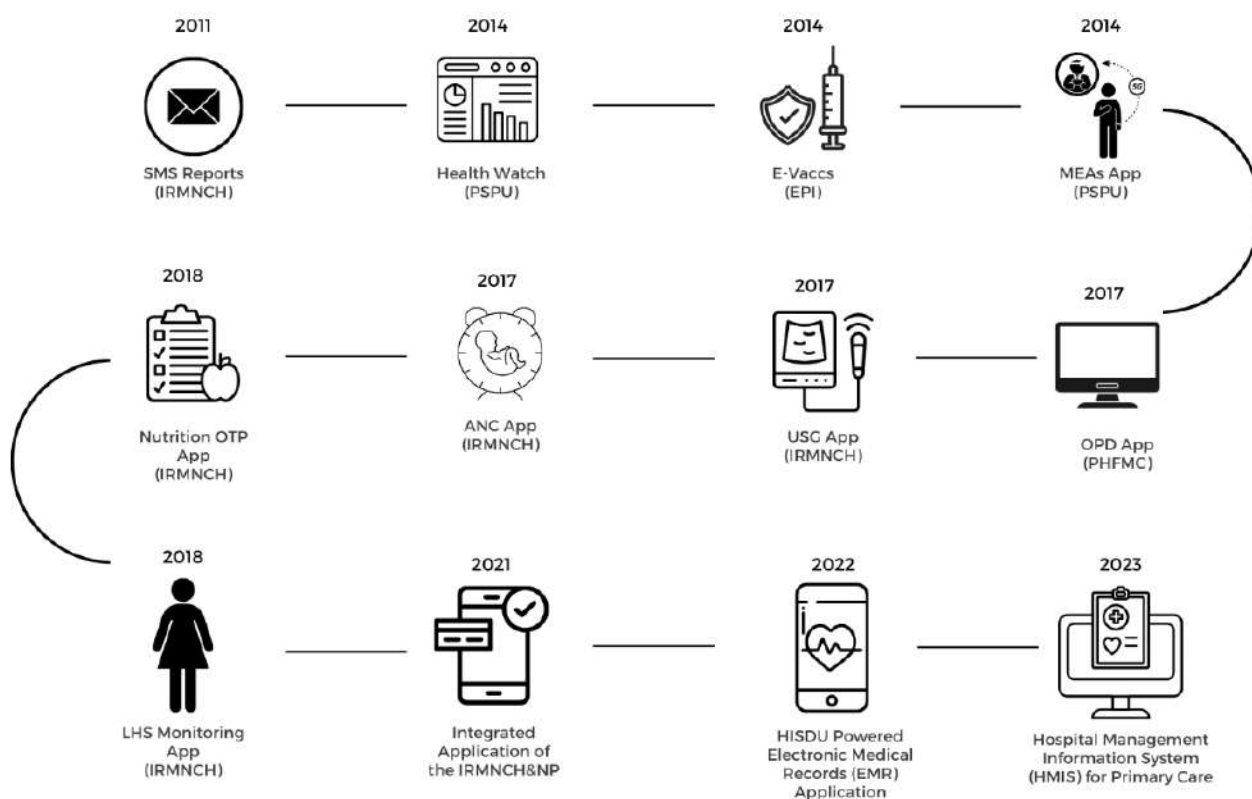 2011
SMS Reports
(IRMNCH)
2014
Health Watch
(PSPU)
2014
E-Vaccs
(EPI)
2014
5G
MEAs App
(PSPU)
2017
OPD App
(PHFMC)
2017
USG App
(IRMNCH)
2017
ANC App
(IRMNCH)
2018
Nutrition OTP
App
(IRMNCH)
2018
LHS Monitoring
App
(IRMNCH)
2021
Integrated
Application of
the IRMNCH&NP
2022
HISDU Powered
Electronic Medical
Records (EMR)
Application
2023
Hospital Management
Information System
(HMIS) for Primary Care